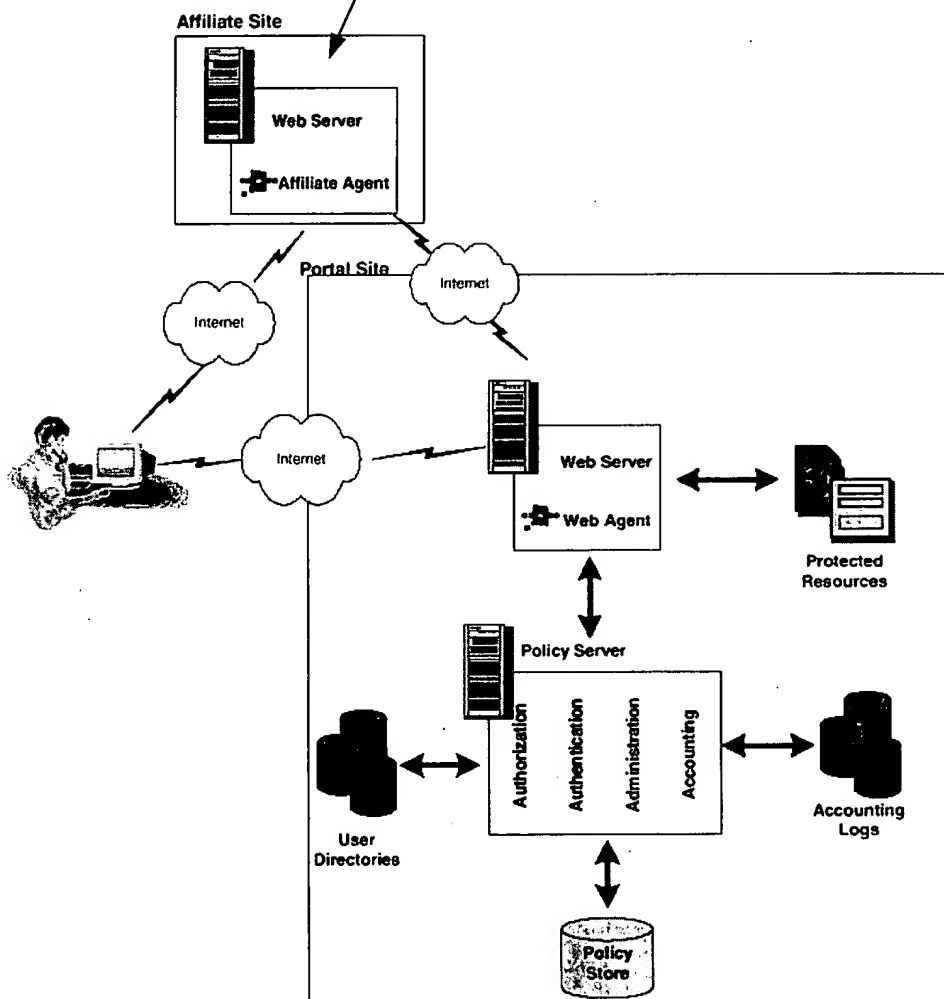 Affiliate Site
Web Server
Affiliate Agent
Portal Site
Internet
Internet
Internet
Web Server
Web Agent
Protected
Resources
Policy Server
Authorization
Authentication
Administration
Accounting
User
Directories
Accounting
Logs
Policy
Store